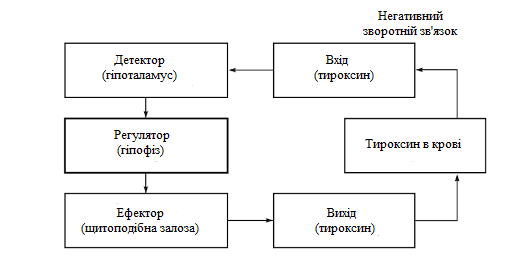 Негативний
зворотній зв'язок
Детектор
(гіпоталамус)
Вхід
(тироксин)
Регулятор
(гіпофіз)
Тироксин в крові
Ефектор
(щитоподібна залоза)
Вихід
(тироксин)